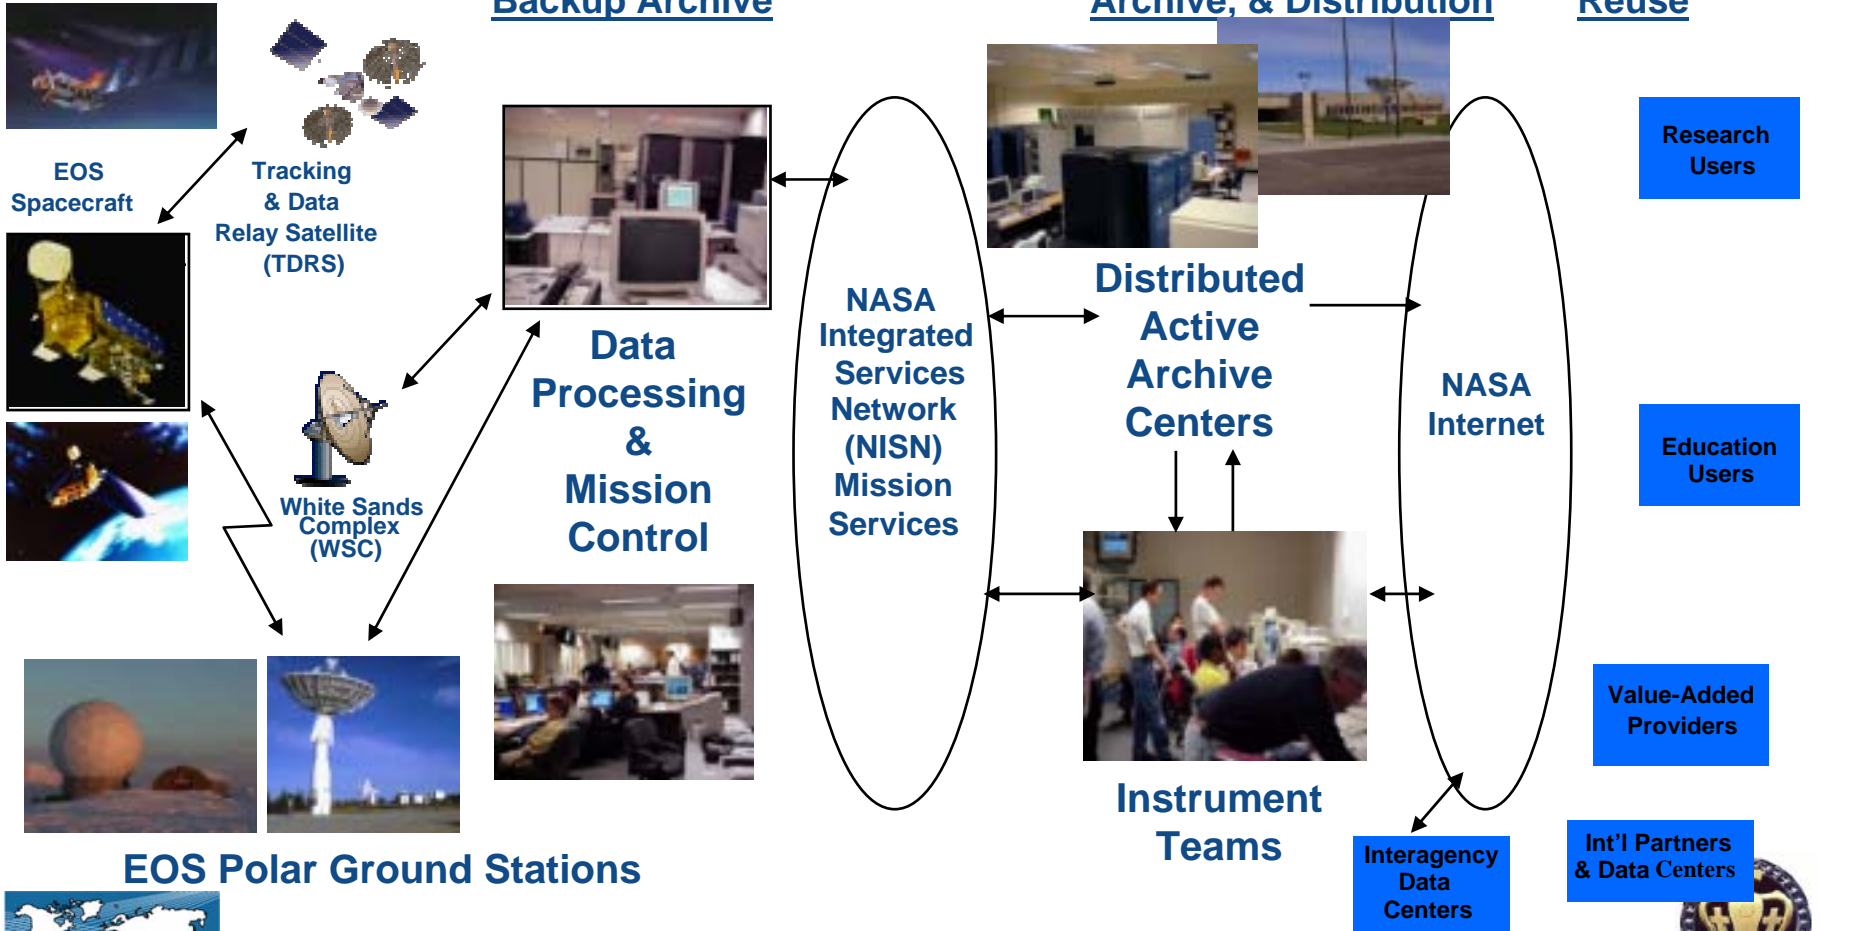 Backup Archive
Archive, & Distribution
Reuse
EOS
Spacecraft
Tracking
& Data
Relay Satellite
(TDRS)
White Sands
Complex
(WSC)
Data
Processing
&
Mission
Control
EOS Polar Ground Stations
NASA
Integrated
Services
Network
(NISN)
Mission
Services
Distributed
Active
Archive
Centers
Instrument
Teams
NASA
Internet
Research
Users
Education
Users
Value-Added
Providers
Int'l Partners
& Data Centers
Interagency
Data
Centers